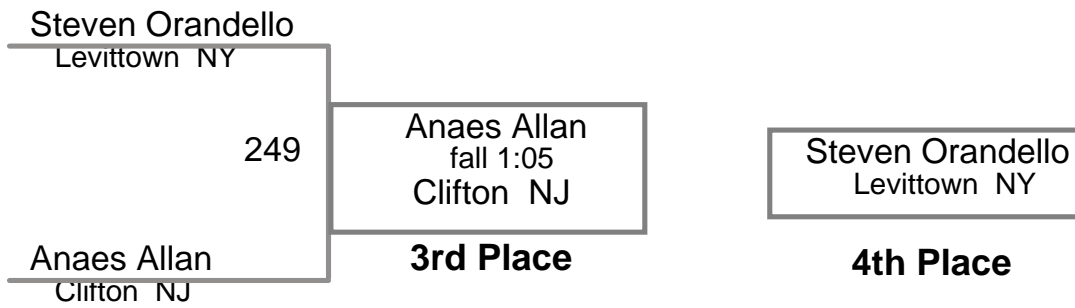 Steven Orandello
Levittown NY
249
Anaes Allan
fall 1:05
Clifton NJ
3rd Place
Steven Orandello
Levittown NY
4th Place
Anaes Allan
Clifton NJ